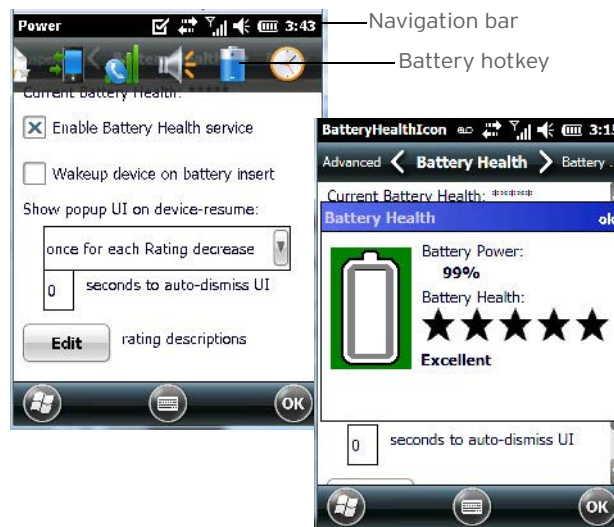 Power 3:43
Navigation bar
Battery hotkey
Current Battery Health: *****
Enable Battery Health service
Wakeup device on battery insert
Show popup UI on device-resume:
once for each Rating decrease
0 seconds to auto-dismiss UI
Edit rating descriptions
OK
BatteryHealthIcon 3:15
Advanced Battery Health Battery ...
Current Battery Health: *****
Battery Health ok
Battery Power:
99%
Battery Health:
Excellent
0 seconds to auto-dismiss UI
OK